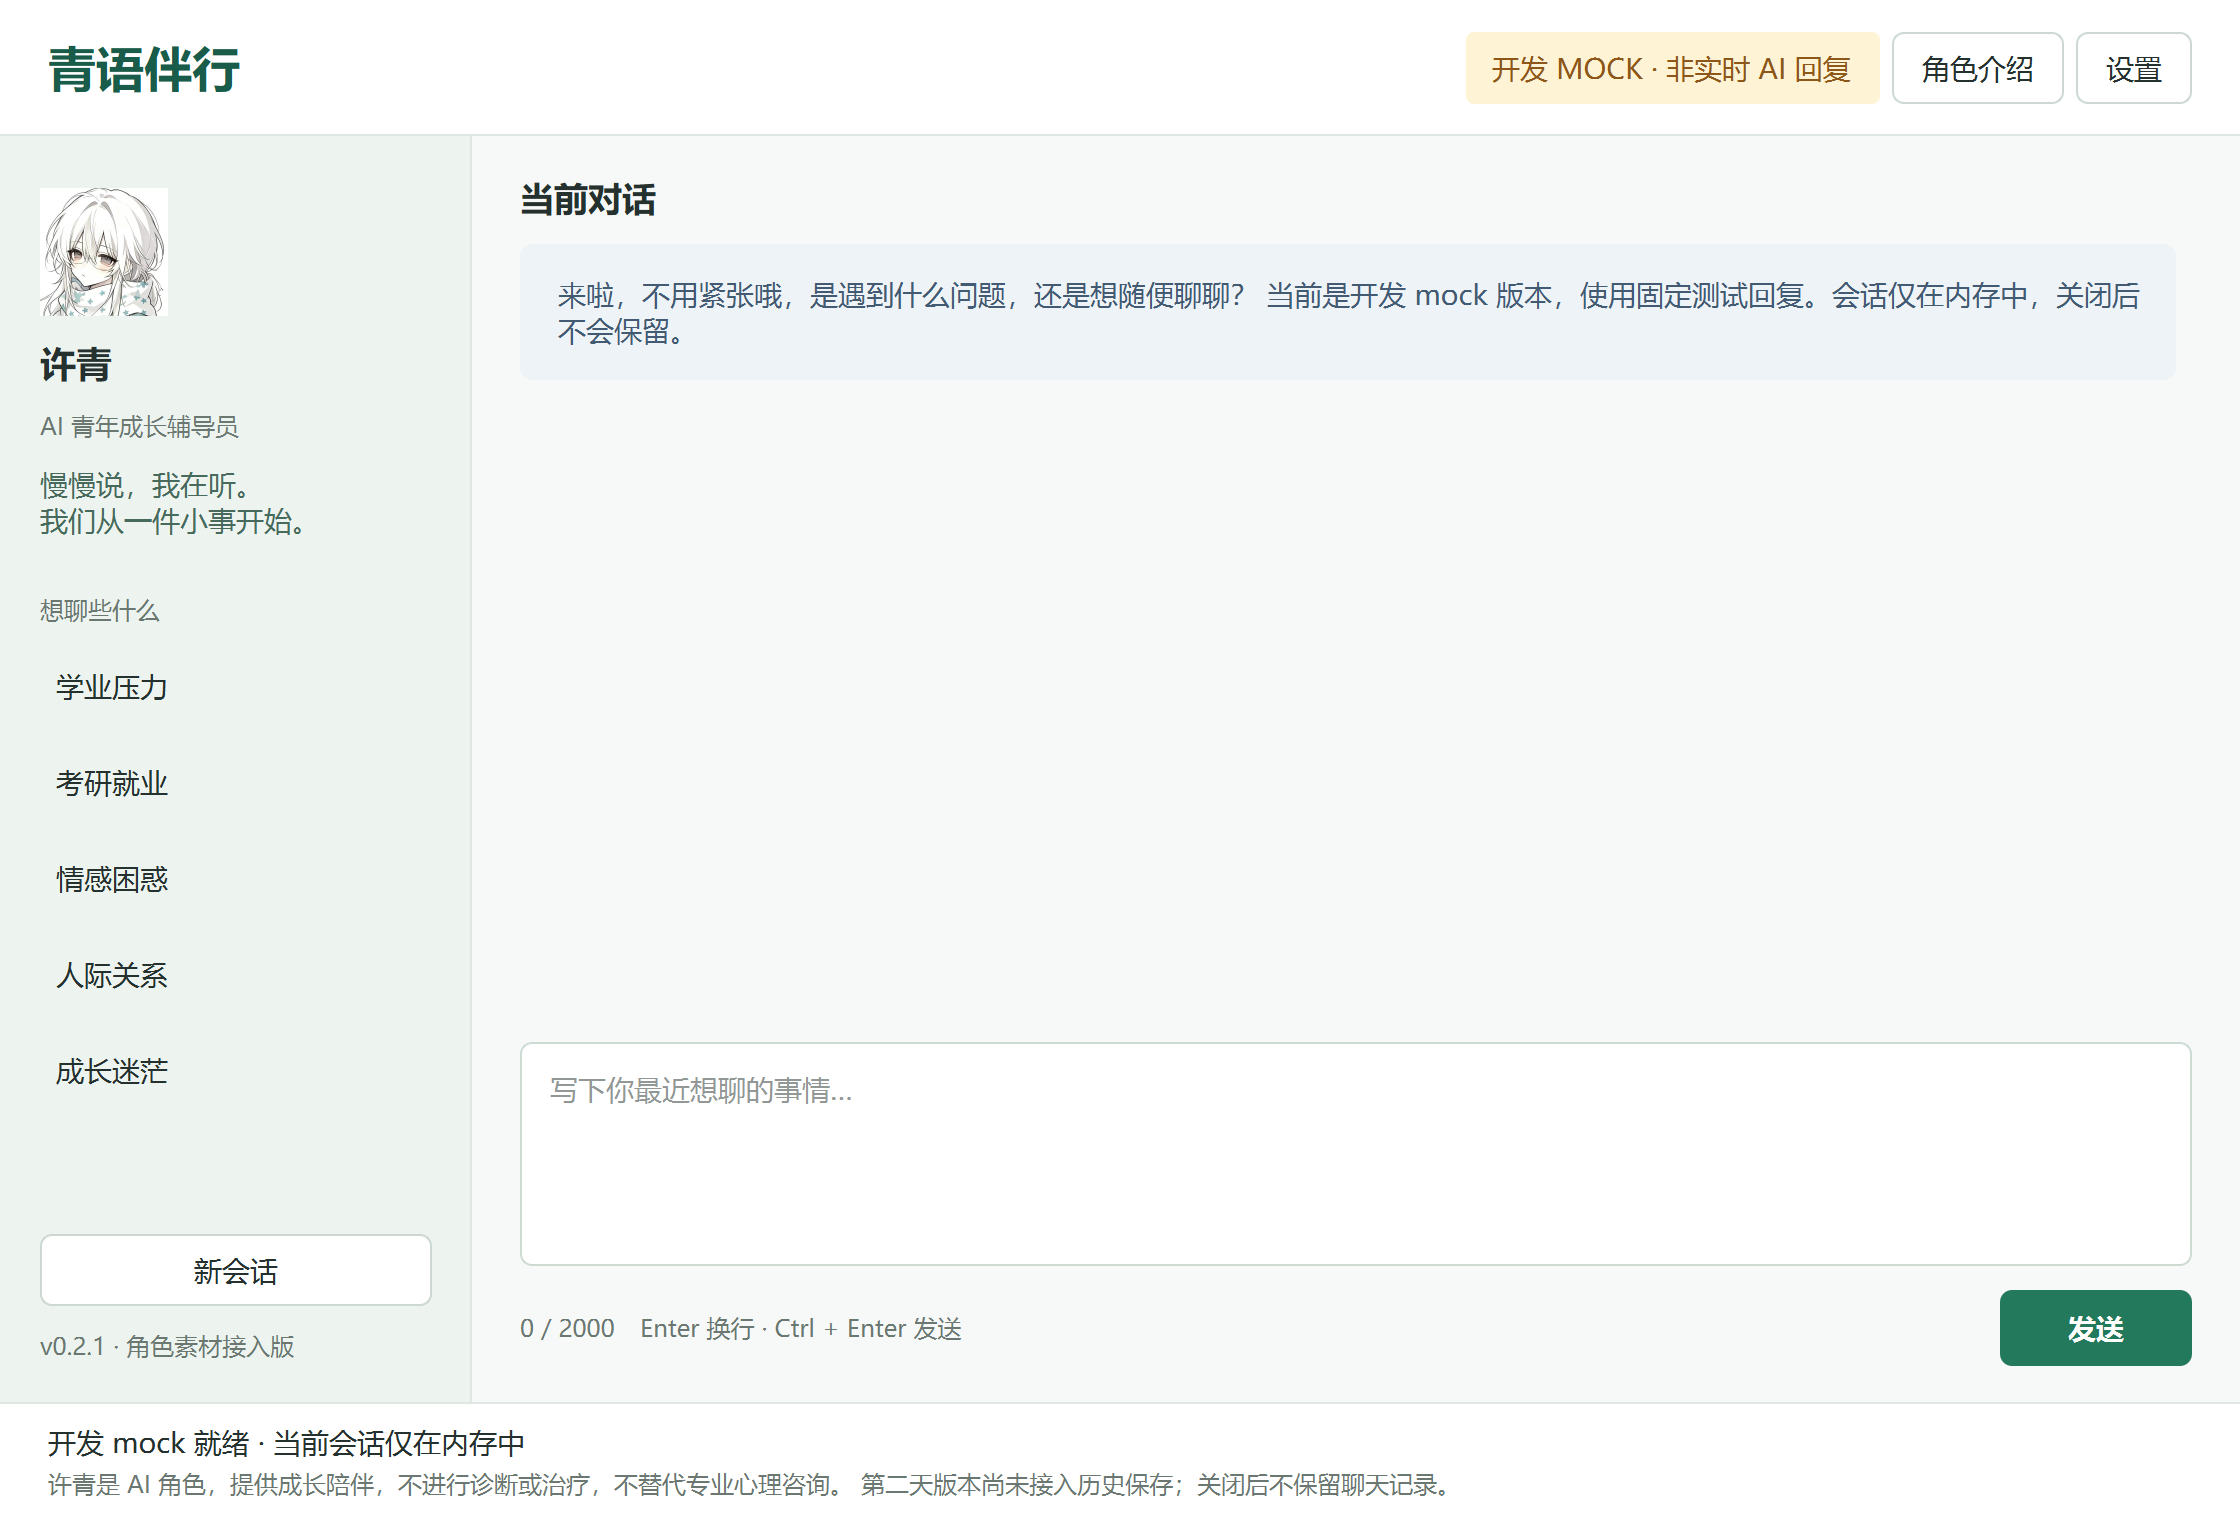 青语伴行
开发 MOCK · 非实时 AI 回复
角色介绍
设置
许青
AI 青年成长辅导员
慢慢说，我在听。
我们从一件小事开始。
想聊些什么
学业压力
考研就业
情感困惑
人际关系
成长迷茫
新会话
v0.2.1 · 角色素材接入版
当前对话
来啦，不用紧张哦，是遇到什么问题，还是想随便聊聊？ 当前是开发 mock 版本，使用固定测试回复。会话仅在内存中，关闭后
不会保留。
写下你最近想聊的事情...
0 / 2000 Enter 换行 · Ctrl + Enter 发送
发送
开发 mock 就绪 · 当前会话仅在内存中
许青是 AI 角色，提供成长陪伴，不进行诊断或治疗，不替代专业心理咨询。 第二天版本尚未接入历史保存；关闭后不保留聊天记录。